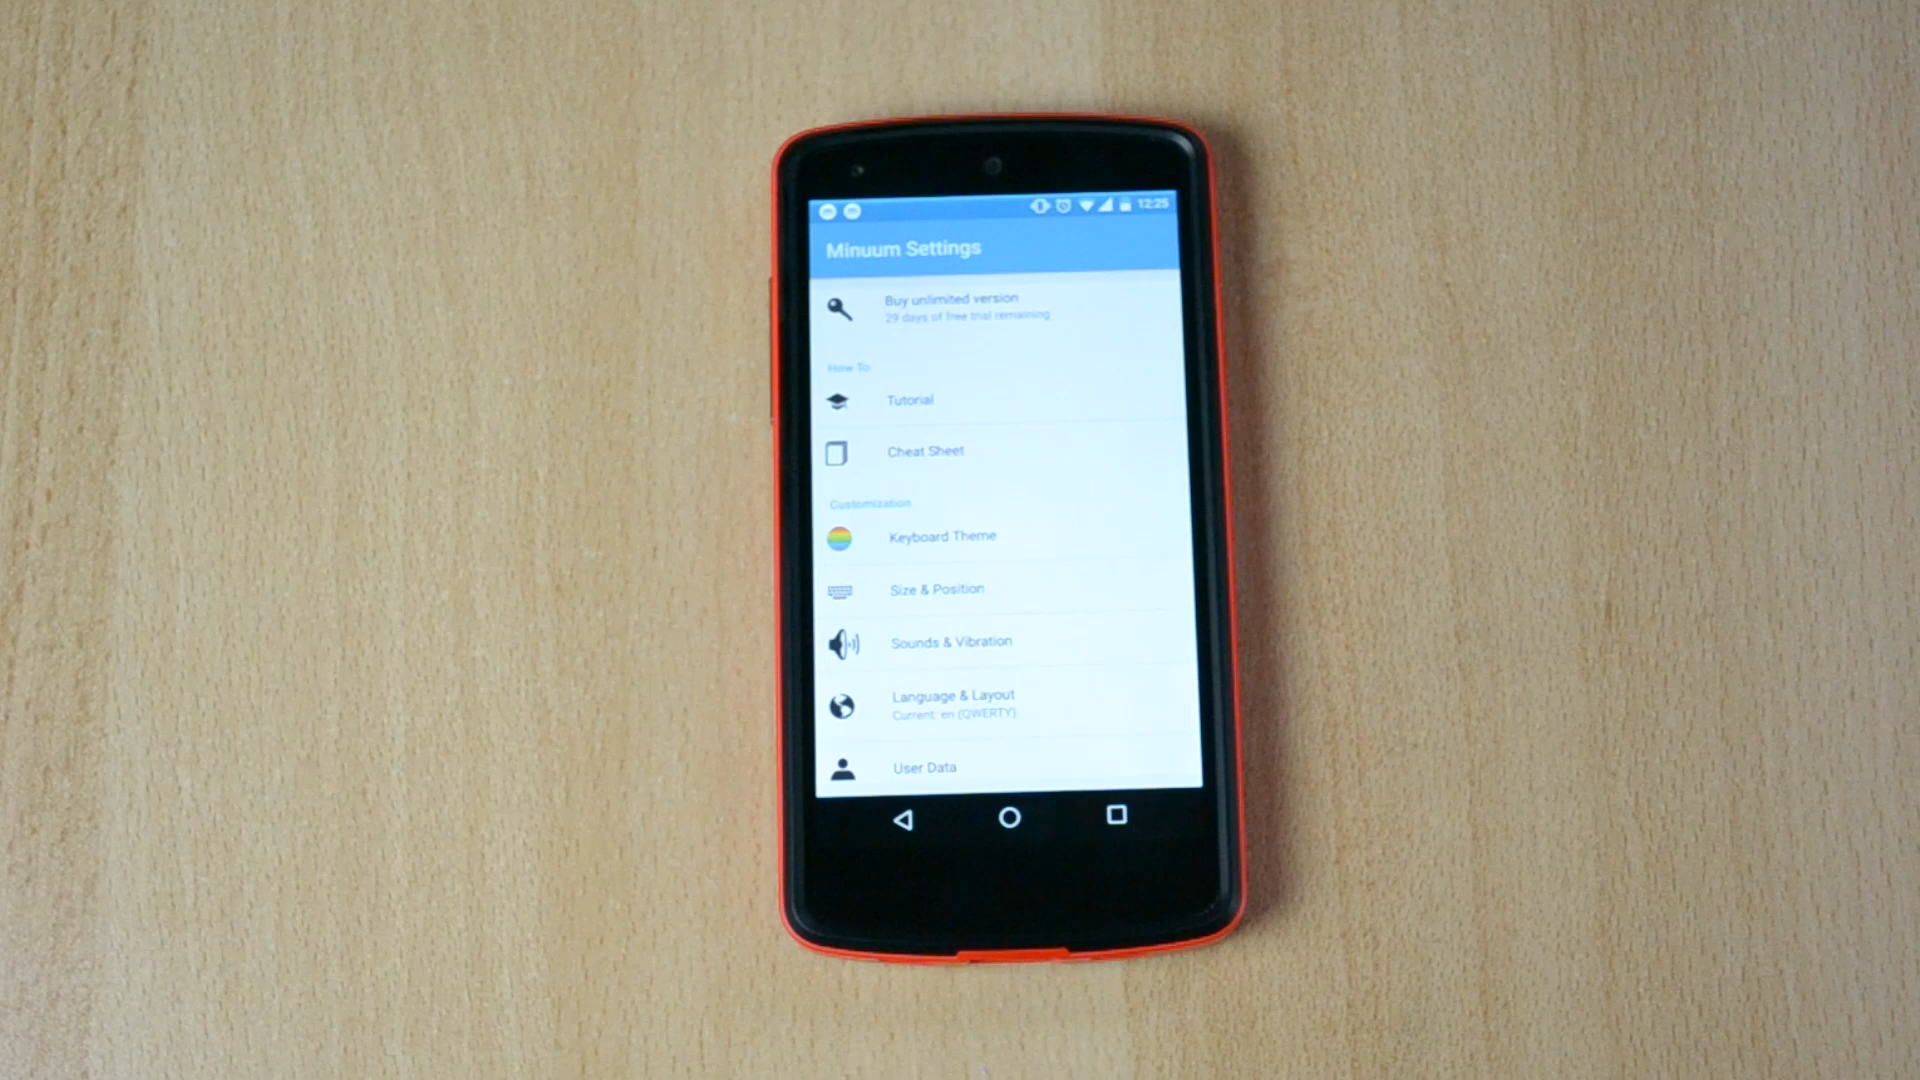 12:25
Minuum Settings
Buy unlimited version
29 days of free trial remaining
How To
Tutorial
Cheat Sheet
Customization
Keyboard Theme
Size & Position
Sounds & Vibration
Language & Layout
Current: en (QWERTY)
User Data